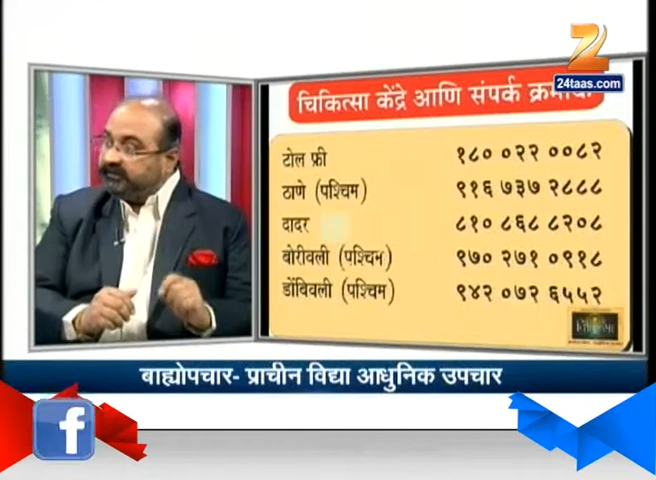 24taas.com
चिकित्सा केंद्रे आणि संपर्क
टोल फ्री १८० ०२२ ००८२
ठाणे (पश्चिम) ९१६ ७३७ २८८८
दादर ८१० ८६८ ८२०८
बोरीवली (पश्चिम) ९७० २७१ ०९१८
डोंबिवली (पश्चिम) ९४२ ०७२ ६५५२
बाह्योपचार- प्राचीन विद्या आधुनिक उपचार
f